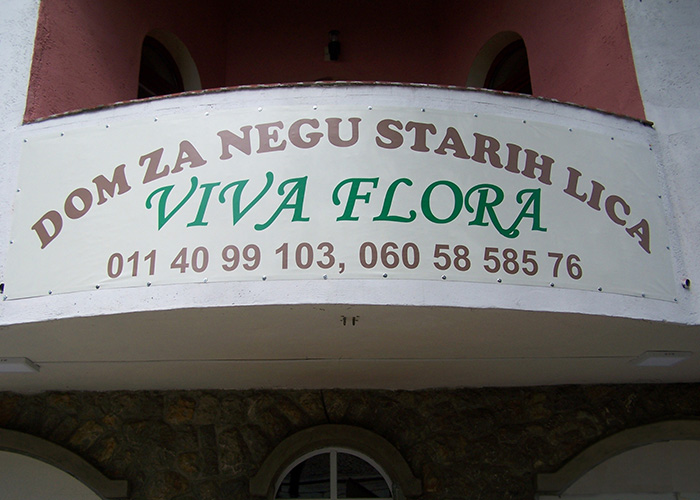 DOM ZA NEGU STARIH LICA
VIVA FLORA
011 40 99 103, 060 58 585 76